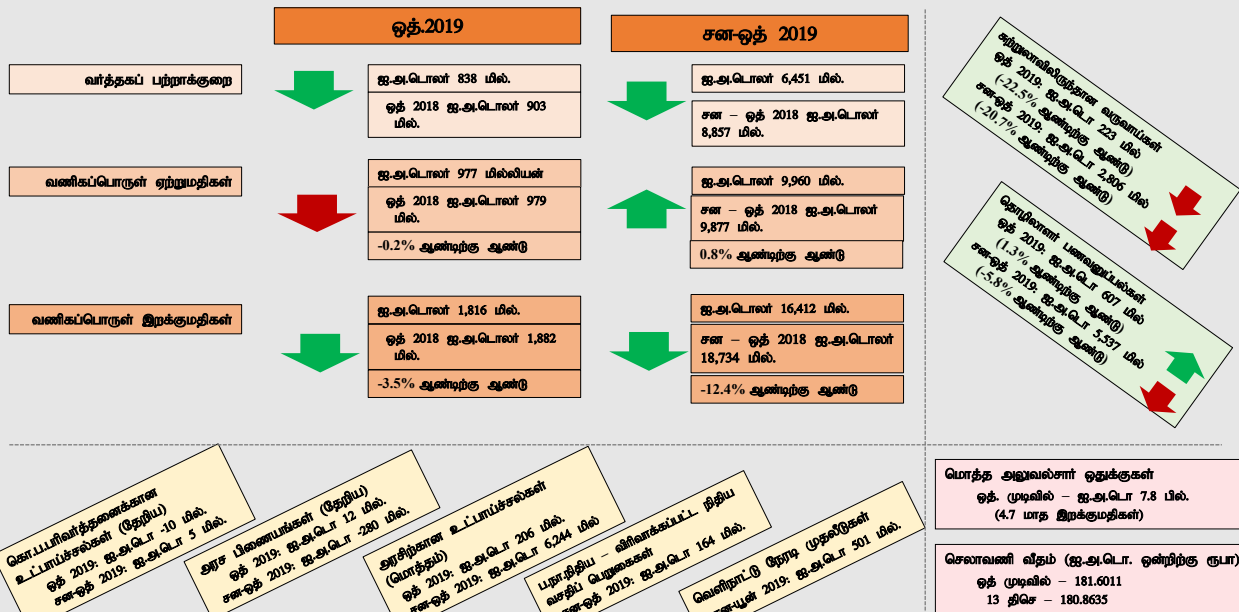 ஒத்.2019
சன-ஒத் 2019
வர்த்தகப் பற்றாக்குறை
ஐ.அ.டொலர் 838 மில்.
ஒத் 2018 ஐ.அ.டொலர் 903
மில்.
ஐ.அ.டொலர் 6,451 மில்.
சன – ஒத் 2018 ஐ.அ.டொலர்
8,857 மில்.
வணிகப்பொருள் ஏற்றுமதிகள்
ஐ.அ.டொலர் 977 மில்லியன்
ஒத் 2018 ஐ.அ.டொலர் 979
மில்.
-0.2% ஆண்டிற்கு ஆண்டு
ஐ.அ.டொலர் 9,960 மில்.
சன – ஒத் 2018 ஐ.அ.டொலர்
9,877 மில்.
0.8% ஆண்டிற்கு ஆண்டு
வணிகப்பொருள் இறக்குமதிகள்
ஐ.அ.டொலர் 1,816 மில்.
ஒத் 2018 ஐ.அ.டொலர் 1,882
மில்.
-3.5% ஆண்டிற்கு ஆண்டு
ஐ.அ.டொலர் 16,412 மில்.
சன – ஒத் 2018 ஐ.அ.டொலர்
18,734 மில்.
-12.4% ஆண்டிற்கு ஆண்டு
சுற்றுலாவிலிருந்தான வருவாய்கள்
ஒத் 2019: ஐ.அ.டொ 223 மில்
(-22.5% ஆண்டிற்கு ஆண்டு)
சன-ஒத் 2019: ஐ.அ.டொ 2,806 மில்
(-20.7% ஆண்டிற்கு ஆண்டு)
தொழிலாளர் பணவனுப்பல்கள்
ஒத் 2019: ஐ.அ.டொ 607 மில்
(1.3% ஆண்டிற்கு ஆண்டு)
சன-ஒத் 2019: ஐ.அ.டொ 5,537 மில்
(-5.8% ஆண்டிற்கு ஆண்டு)
கொ.ப.பரிவர்த்தனைக்கான
உட்பாய்ச்சல்கள் (தேறிய)
ஒத் 2019: ஐ.அ.டொ -10 மில்.
சன-ஒத் 2019: ஐ.அ.டொ 5 மில்.
அரச பிணையங்கள் (தேறிய)
ஒத் 2019: ஐ.அ.டொ 12 மில்.
சன-ஒத் 2019: ஐ.அ.டொ -280 மில்.
அரசிற்கான உட்பாய்ச்சல்கள்
(மொத்தம்)
ஒத் 2019: ஐ.அ.டொ 206 மில்.
சன-ஒத் 2019: ஐ.அ.டொ 6,244 மில்
ப.நா.நிதிய – விரிவாக்கப்பட்ட நிதிய
வசதிப் பெறுகைகள்
சன-ஒத் 2019: ஐ.அ.டொ 164 மில்.
வெளிநாட்டு நேரடி முதலீடுகள்
சன-யூன் 2019: ஐ.அ.டொ 501 மில்.
மொத்த அலுவல்சார் ஒதுக்குகள்
ஒத். முடிவில் – ஐ.அ.டொ 7.8 பில்.
(4.7 மாத இறக்குமதிகள்)
செலாவணி வீதம் (ஐ.அ.டொ. ஒன்றிற்கு ரூபா)
ஒத் முடிவில் – 181.6011
13 திசெ – 180.8635